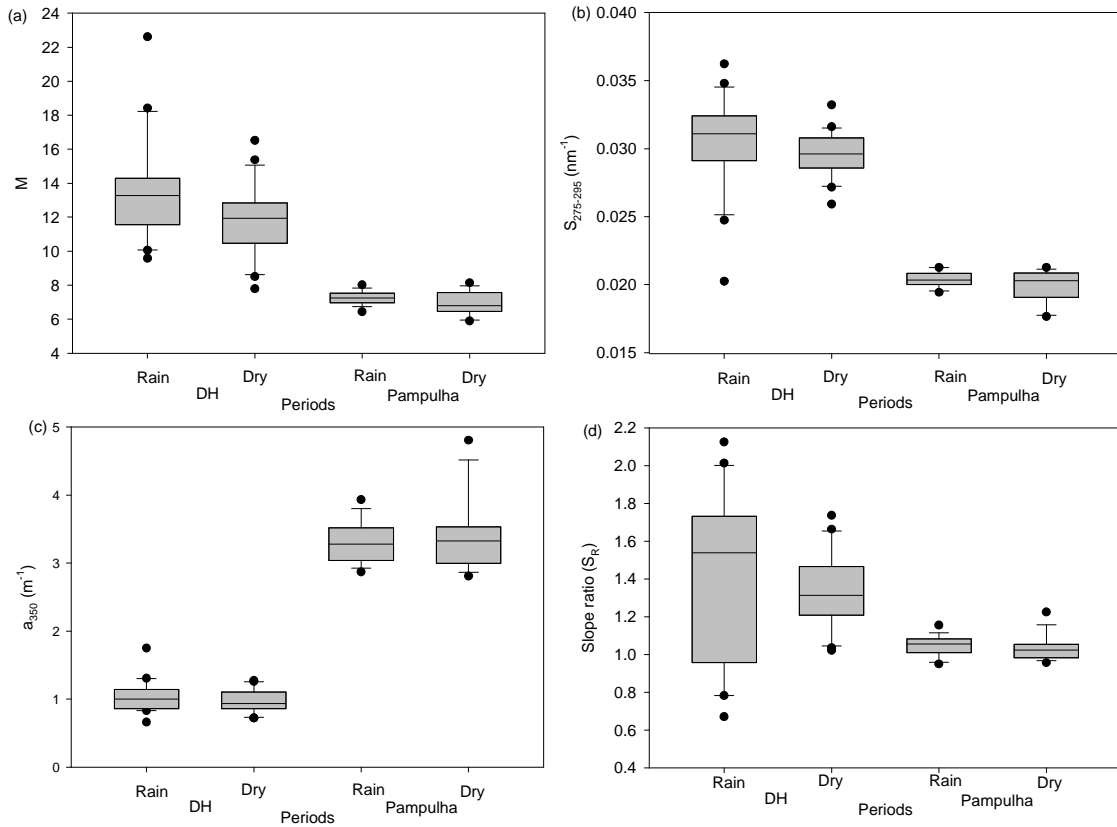 (a)
M
24
22
20
18
16
14
12
10
8
6
4
Rain Dry Rain Dry
DH Pampulha
Periods
(b)
S275-295 (nm-1)
0.040
0.035
0.030
0.025
0.020
0.015
Rain Dry Rain Dry
DH Pampulha
Periods
(c)
a350 (m-1)
5
4
3
2
1
0
Rain Dry Rain Dry
DH Pampulha
Periods
(d)
Slope ratio (SR)
2.2
2.0
1.8
1.6
1.4
1.2
1.0
0.8
0.6
0.4
Rain Dry Rain Dry
DH Pampulha
Periods